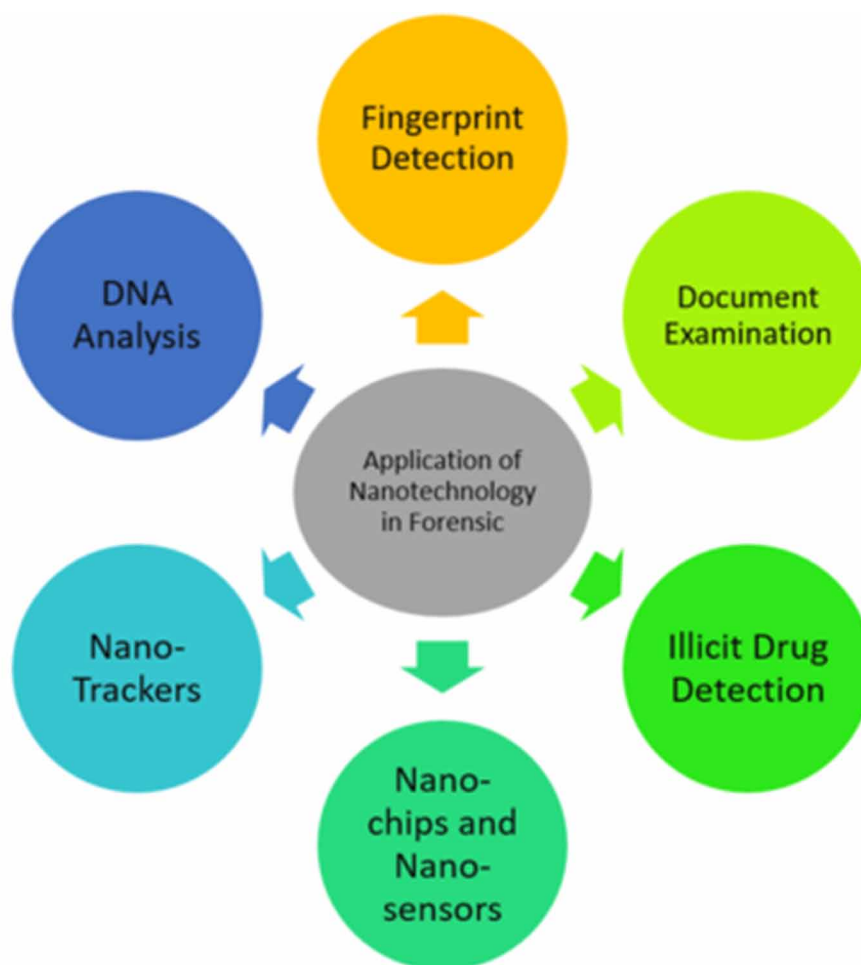 Fingerprint
Detection
DNA
Analysis
Document
Examination
Application of
Nanotechnology
in Forensic
Nano-
Trackers
Illicit Drug
Detection
Nano-
chips and
Nano-
sensors